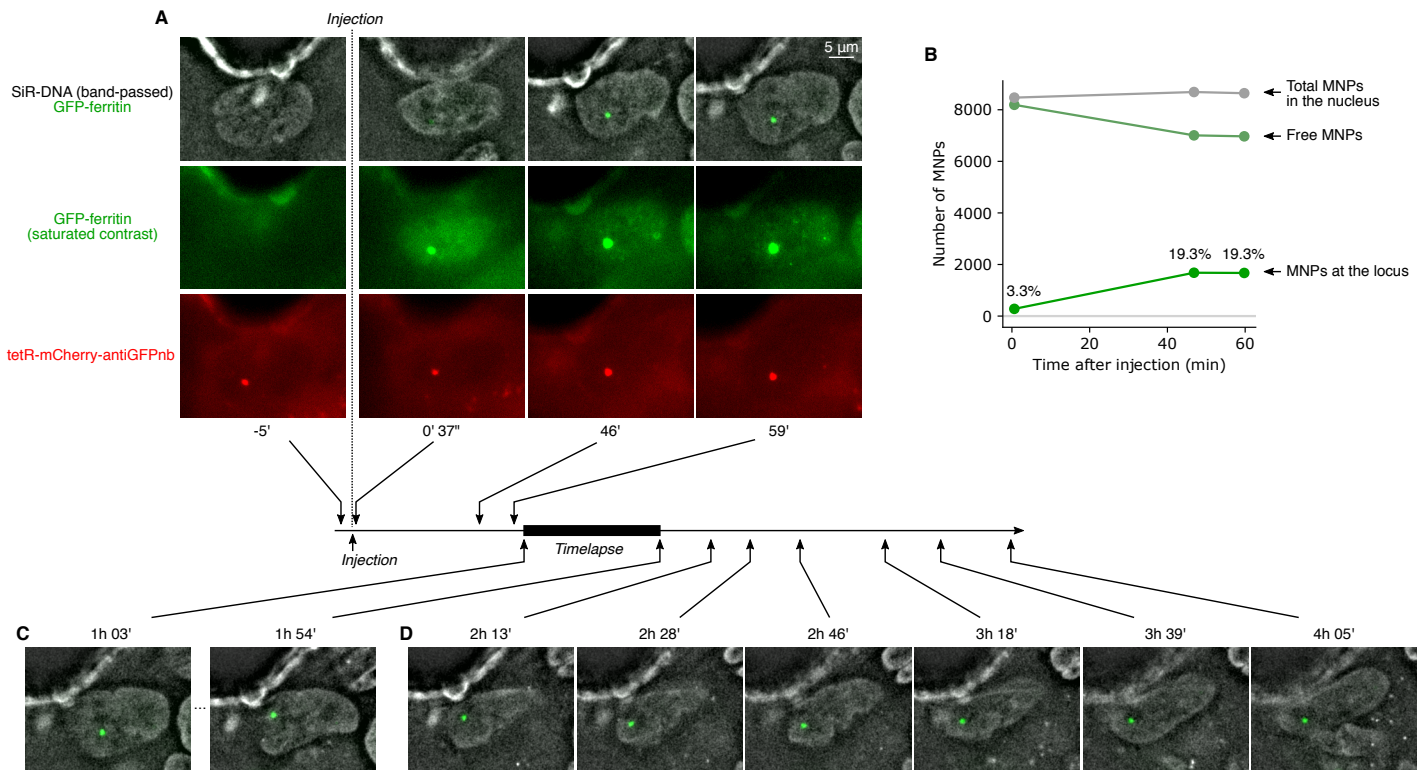 A
Injection
5 µm
SiR-DNA (band-passed)
GFP-ferritin
GFP-ferritin
(saturated contrast)
tetR-mCherry-antiGFPnb
-5'
0' 37"
46'
59'
B
Number of MNPs
8000
6000
4000
2000
0
Total MNPs
in the nucleus
Free MNPs
MNPs at the locus
3.3%
19.3%
19.3%
0
20
40
60
Time after injection (min)
Injection
Timelapse
C
1h 03'
1h 54'
...
D
2h 13'
2h 28'
2h 46'
3h 18'
3h 39'
4h 05'